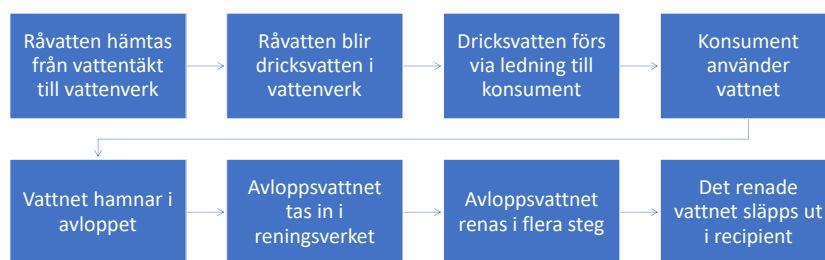 Råvatten hämtas
från vattentäkt
till vattenverk
Råvatten blir
dricksvatten i
vattenverk
Dricksvatten förs
via ledning till
konsument
Konsument
använder
vattnet
Vattnet hamnar i
avloppet
Avloppsvattnet
tas in i
reningsverket
Avloppsvattnet
renas i flera steg
Det renade
vattnet släpps ut
i recipient